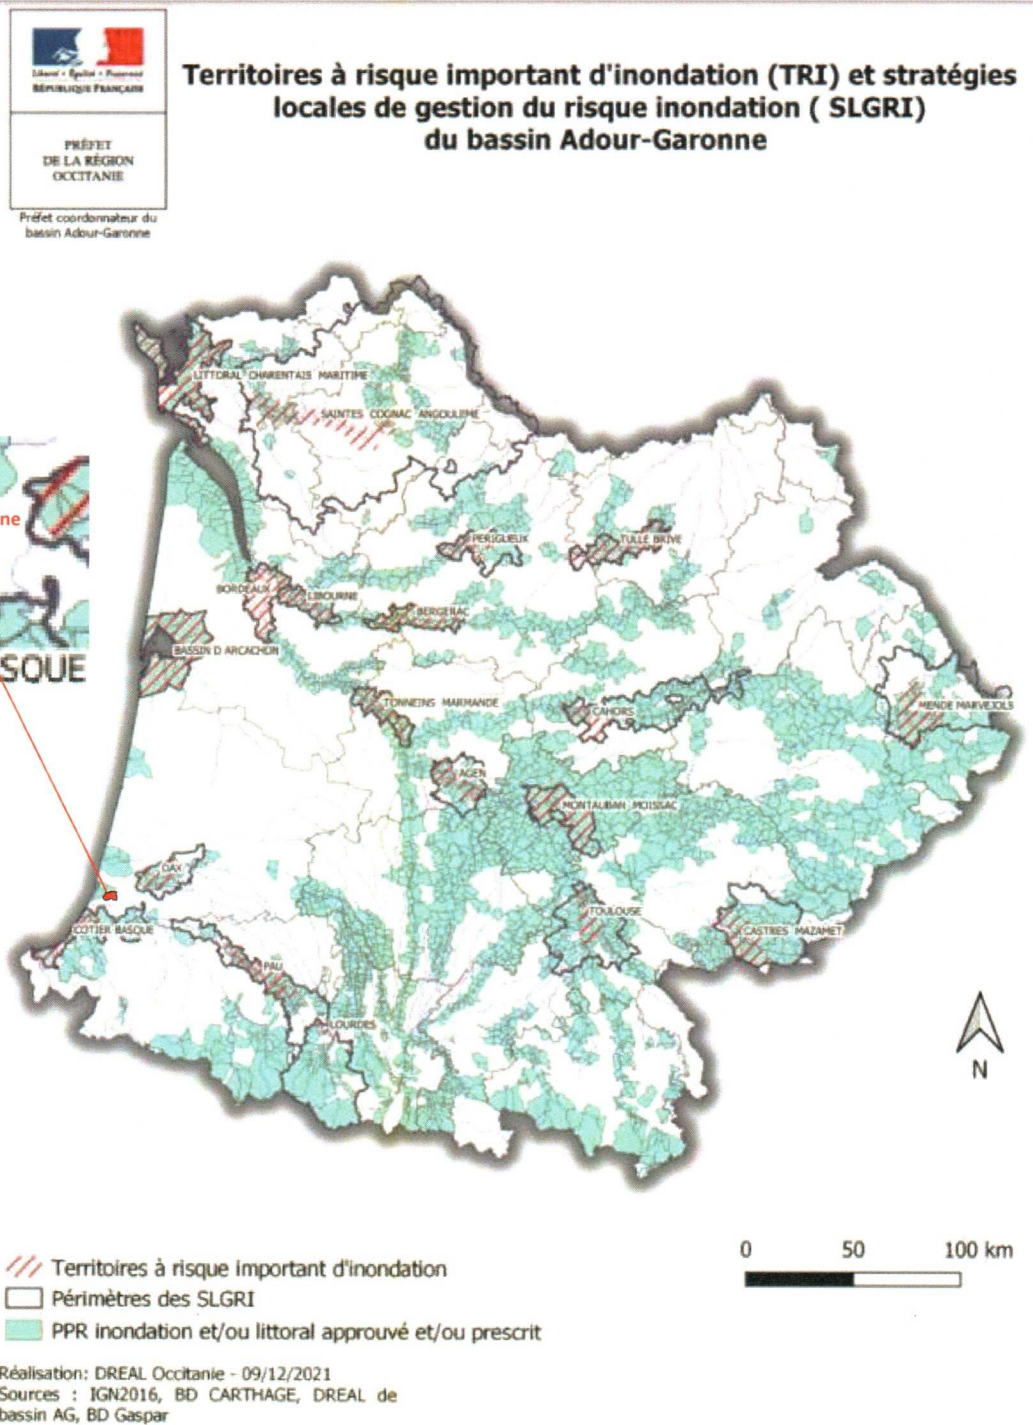 Liberté • Égalité • Fraternité
RÉPUBLIQUE FRANÇAISE
PRÉFET
DE LA RÉGION
OCCITANIE
Préfet coordonnateur du
bassin Adour-Garonne
Territoires à risque important d'inondation (TRI) et stratégies
locales de gestion du risque inondation ( SLGRI)
du bassin Adour-Garonne
LITTORAL CHARENTAIS MARITIME
SAINTES COGNAC ANGOULEME
ne
PERIGUEUX
TULLE BRIVE
BORDEAUX
LIBOURNE
BERGERAC
BASSIN D ARCACHON
SQUE
TONNEINS MARMANDE
CAHORS
MENDE MARVEJOLS
AGEN
MONTAUBAN MOISSAC
DAX
TOULOUSE
COTIER BASQUE
CASTRES MAZAMET
PAU
LOURDES
N
0 50 100 km
Territoires à risque important d'inondation
Périmètres des SLGRI
PPR inondation et/ou littoral approuvé et/ou prescrit
Réalisation: DREAL Occitanie - 09/12/2021
Sources : IGN2016, BD CARTHAGE, DREAL de
bassin AG, BD Gaspar